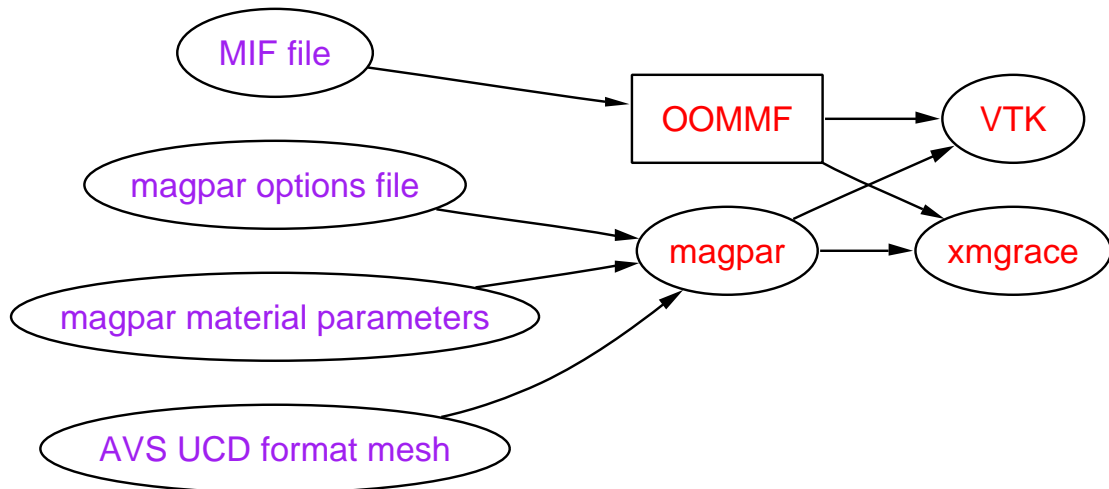 MIF file
OOMMF
VTK
magpar options file
magpar
xmgrace
magpar material parameters
AVS UCD format mesh